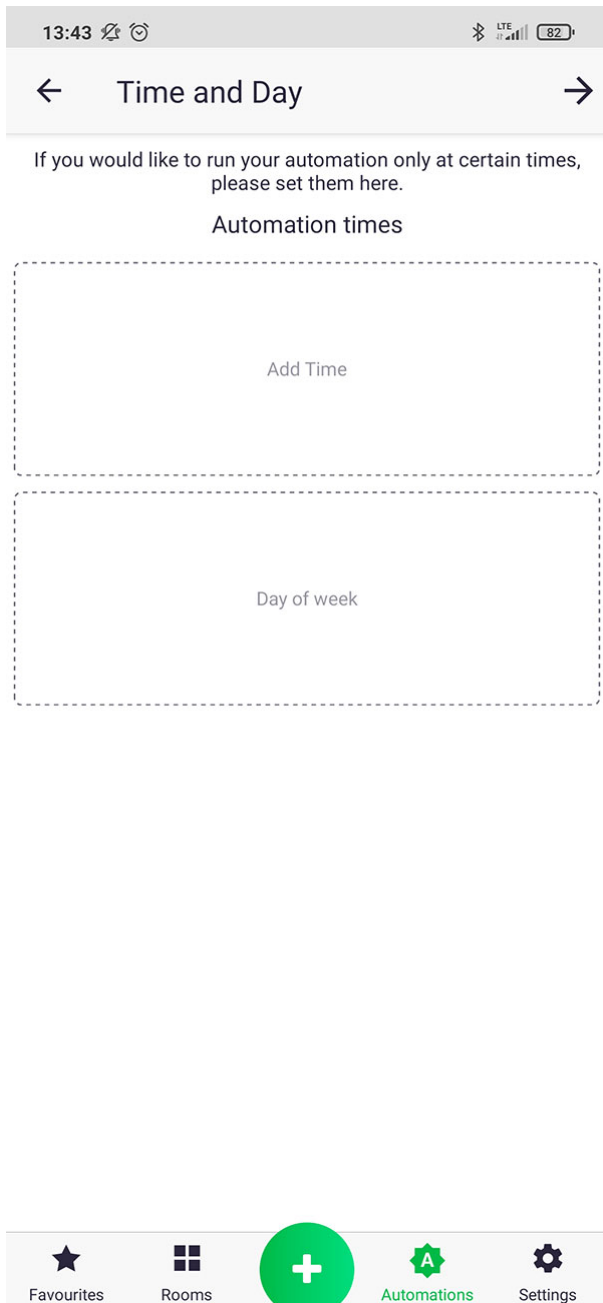 13:43 LTE 82
Time and Day
If you would like to run your automation only at certain times,
please set them here.
Automation times
Add Time
Day of week
A
Favourites Rooms Automations Settings